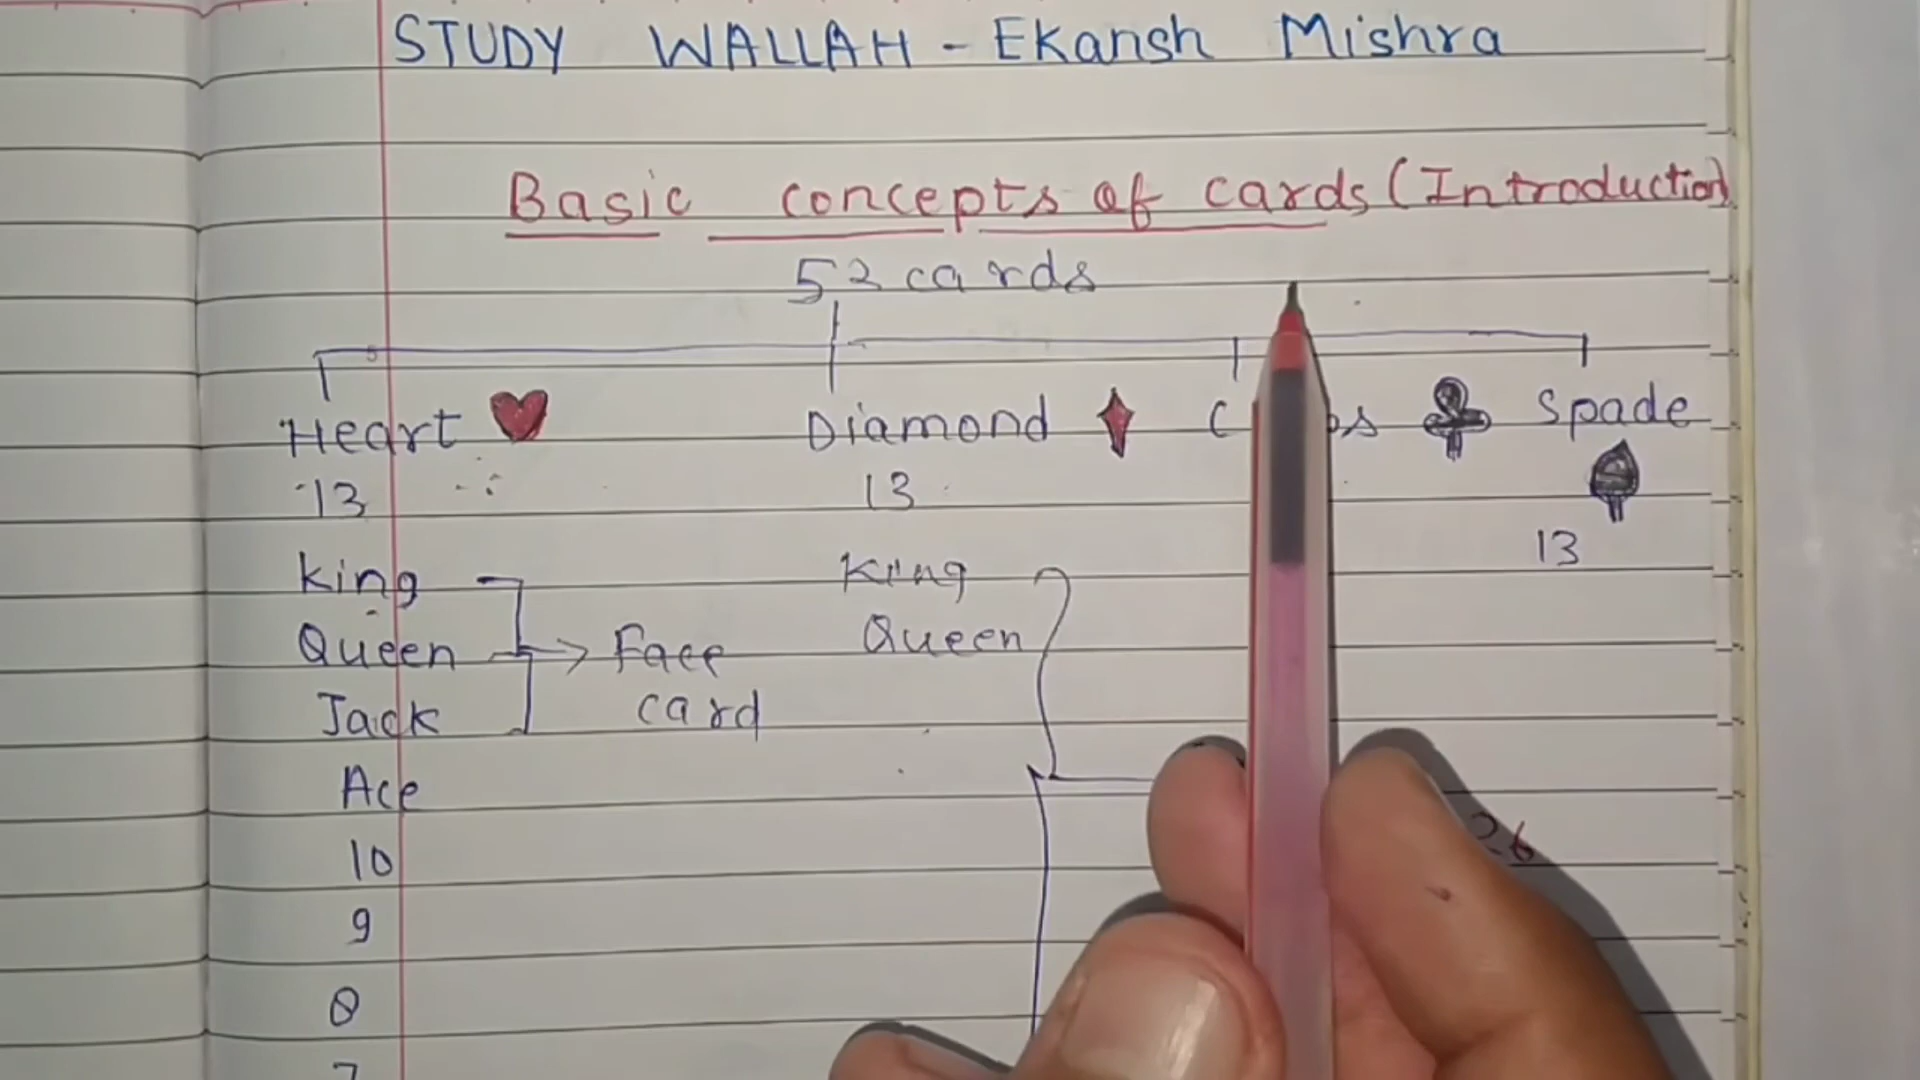 STUDY WALLAH - Ekansh Mishra
Basic concepts of cards (Introduction)
52 cards
Heart Diamond Spade
13 13 13
King King
Queen Face Queen
Jack card
Ace
10
9
8
7